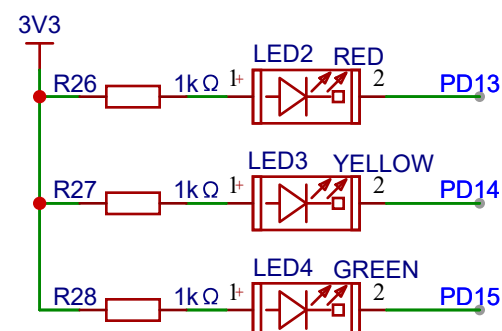 3V3
LED2 RED
R26 1kΩ 1+ 2 PD13
LED3 YELLOW
R27 1kΩ 1+ 2 PD14
LED4 GREEN
R28 1kΩ 1+ 2 PD15